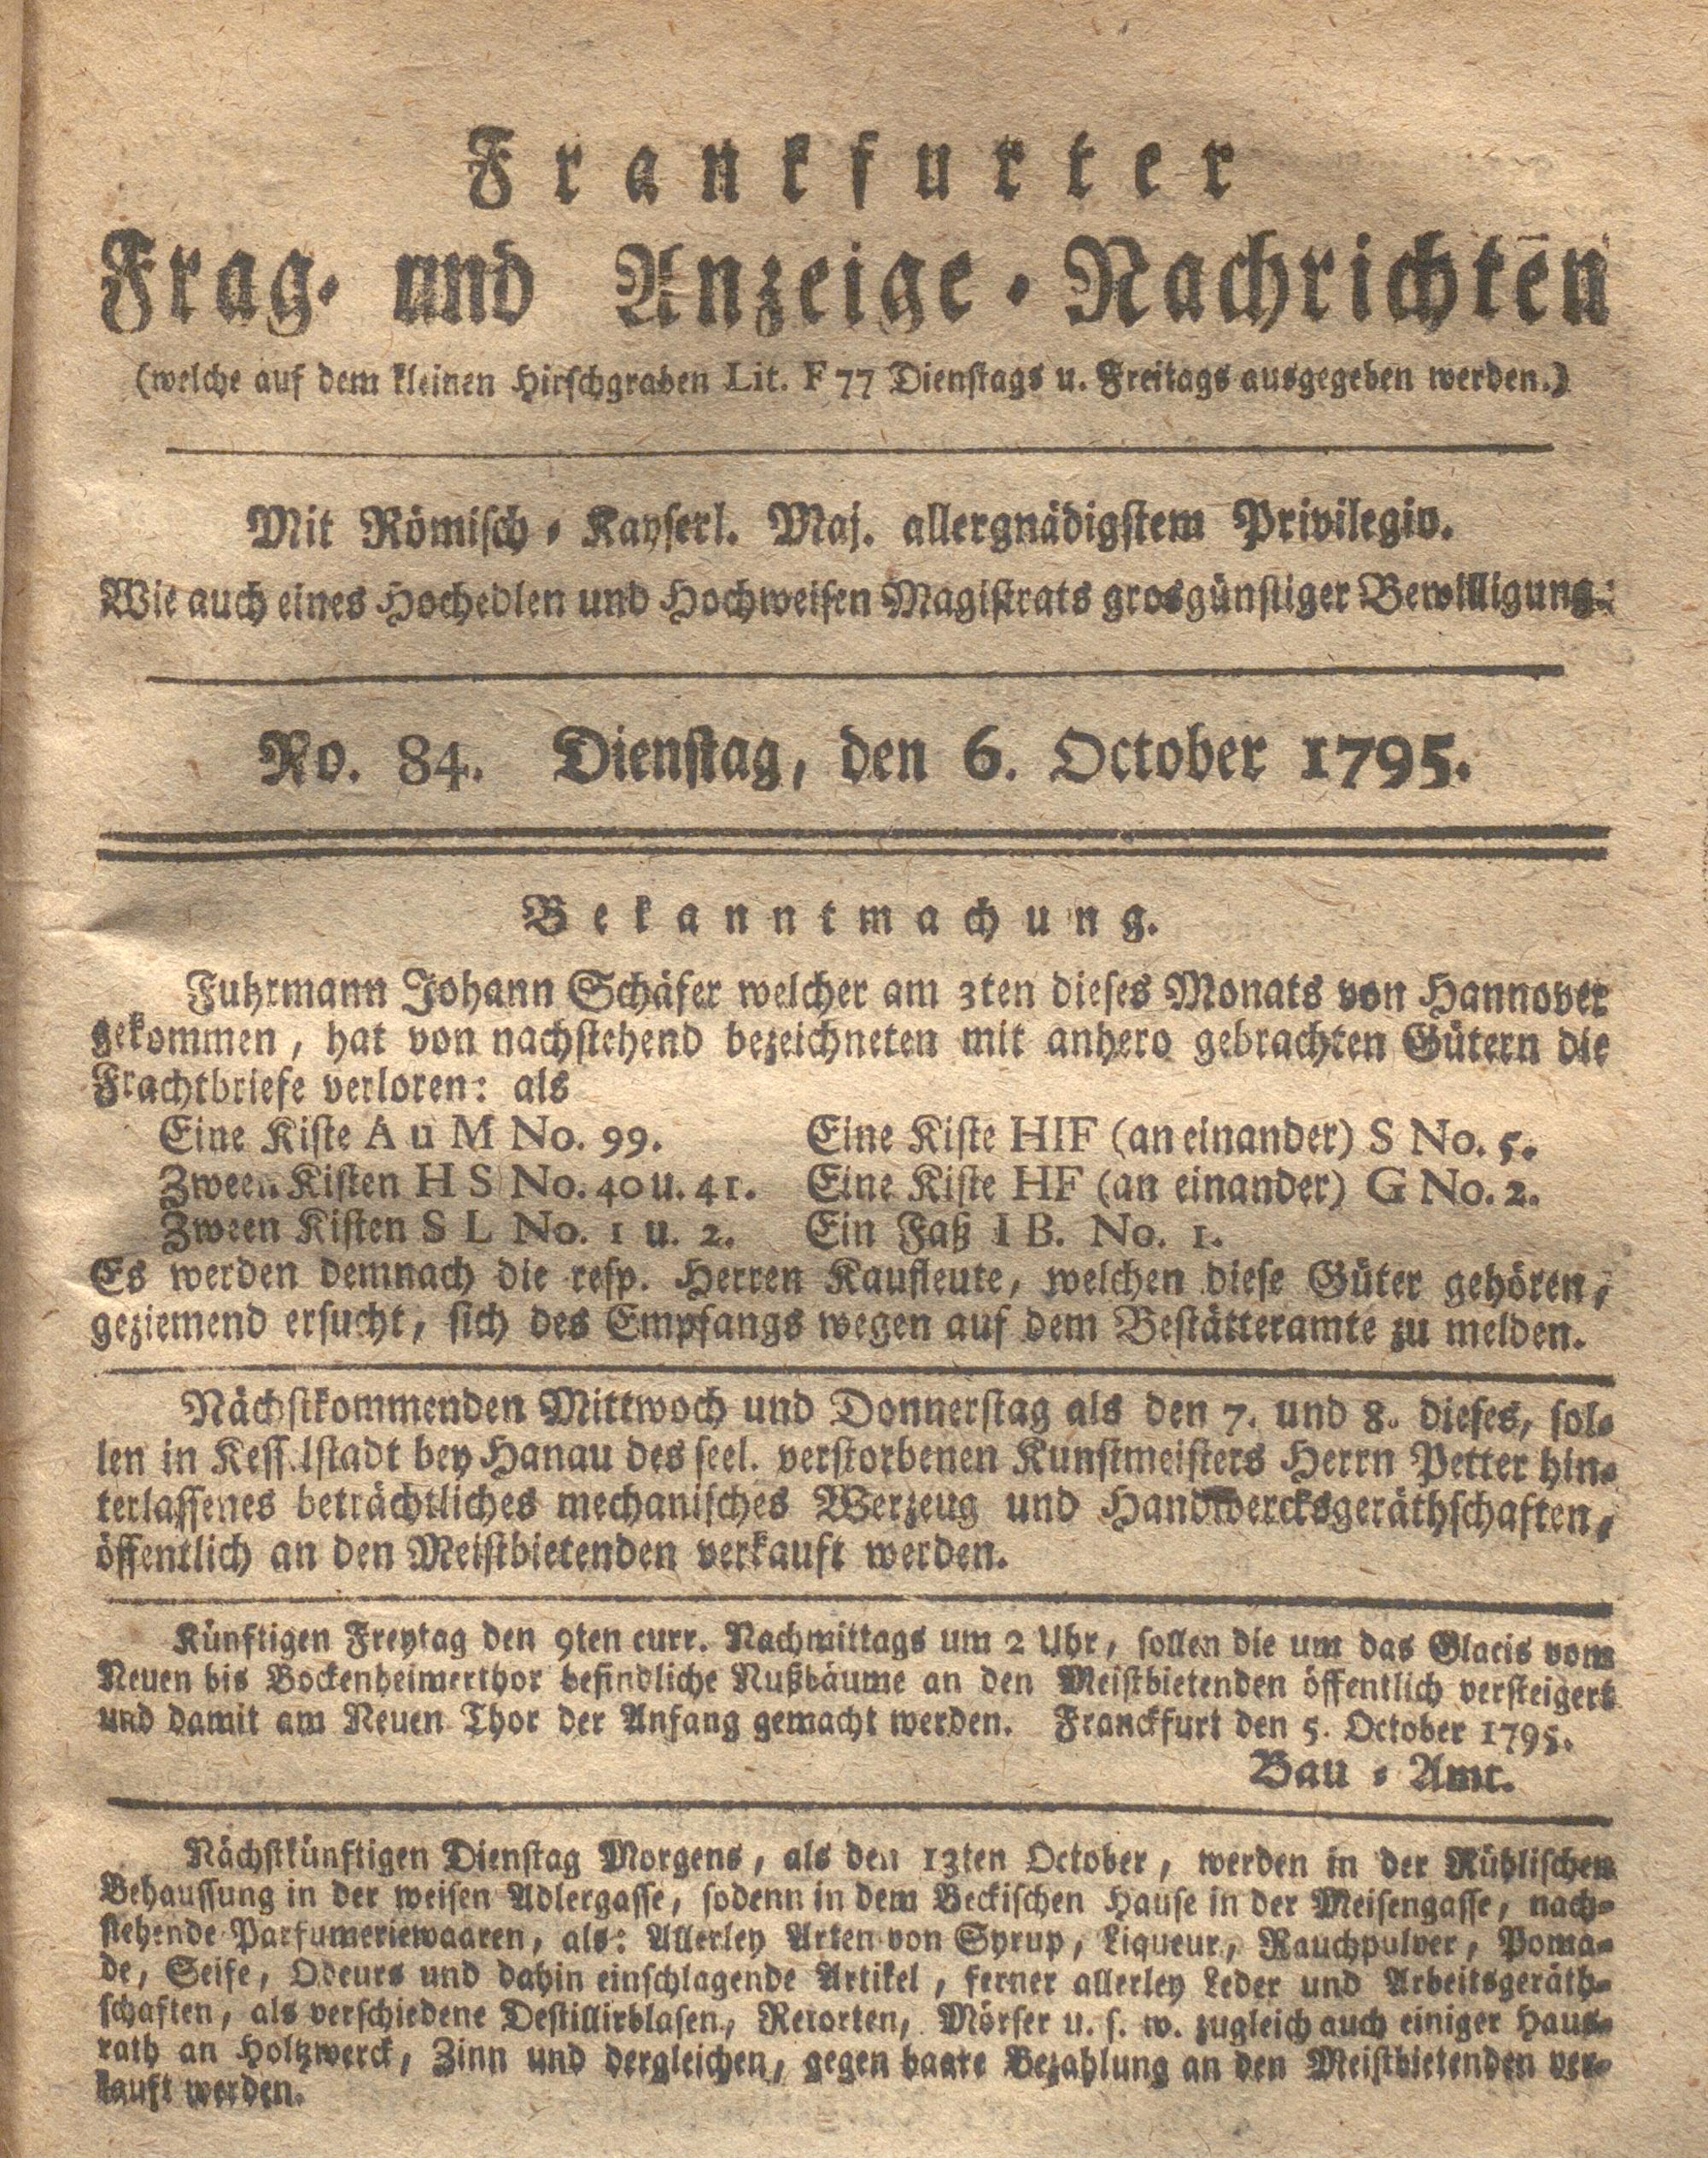 Frankfurter
Frag- und Anzeige-Nachrichten
(welche auf dem kleinen Hirschgraben Lit. F 77 Dienstags u. Freitags ausgegeben werden.)
Mit Römisch-Kayserl. Maj. allergnädigstem Privilegio.
Wie auch eines Hochedlen und Hochweisen Magistrats grosgünstiger Bewilligung.
No. 84. Dienstag, den 6. October 1795.
Bekanntmachung.
Fuhrmann Johann Schäfer welcher am 3ten dieses Monats von Hannover
gekommen, hat von nachstehend bezeichneten mit anhero gebrachten Gütern die
Frachtbriefe verloren: als
Eine Kiste A u M No. 99. Eine Kiste HIF (an einander) S No. 5.
Zween Kisten H S No. 40 u. 41. Eine Kiste HF (an einander) G No. 2.
Zween Kisten S L No. 1 u. 2. Ein Faß I B. No. 1.
Es werden demnach die resp. Herren Kaufleute, welchen diese Güter gehören,
geziemend ersucht, sich des Empfangs wegen auf dem Bestätteramte zu melden.
Nächstkommenden Mittwoch und Donnerstag als den 7. und 8. dieses, sol-
len in Kesselstadt bey Hanau des seel. verstorbenen Kunstmeisters Herrn Petter hin-
terlassenes beträchtliches mechanisches Werzeug und Handwercksgeräthschaften,
öffentlich an den Meistbietenden verkauft werden.
Künftigen Freytag den 9ten curr. Nachmittags um 2 Uhr, sollen die um das Glacis vom
Neuen bis Bockenheimerthor befindliche Nußbäume an den Meistbietenden öffentlich versteigert
und damit am Neuen Thor der Anfang gemacht werden. Franckfurt den 5. October 1795.
Bau-Amt.
Nächstkünftigen Dienstag Morgens, als den 13ten October, werden in der Rühlischen
Behaussung in der weisen Adlergasse, sodenn in dem Beckischen Hause in der Meisengasse, nach-
stehende Parfumeriewaaren, als: Allerley Arten von Syrup, Liqueur, Rauchpulver, Poma-
de, Seife, Odeurs und dahin einschlagende Artikel, ferner allerley Leder und Arbeitsgeräth-
schaften, als verschiedene Destillirblasen, Retorten, Mörser u. s. w. zugleich auch einiger Haus-
rath an Holtzwerck, Zinn und dergleichen, gegen baare Bezahlung an den Meistbietenden ver-
kauft werden.